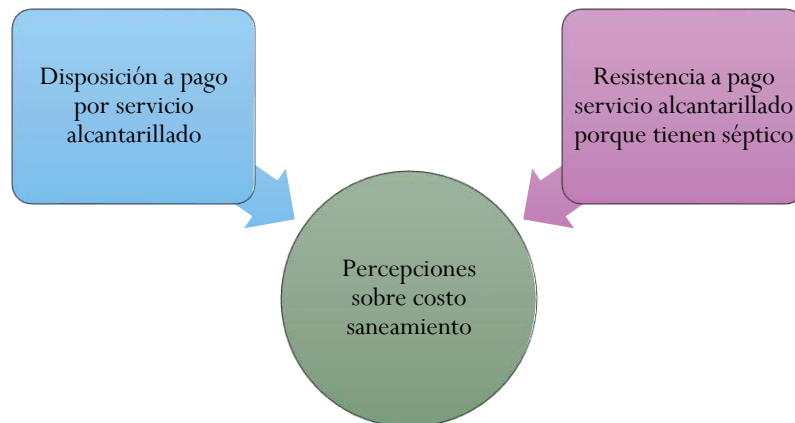 Disposición a pago
por servicio
alcantarillado
Resistencia a pago
servicio alcantarillado
porque tienen séptico
Percepciones
sobre costo
saneamiento